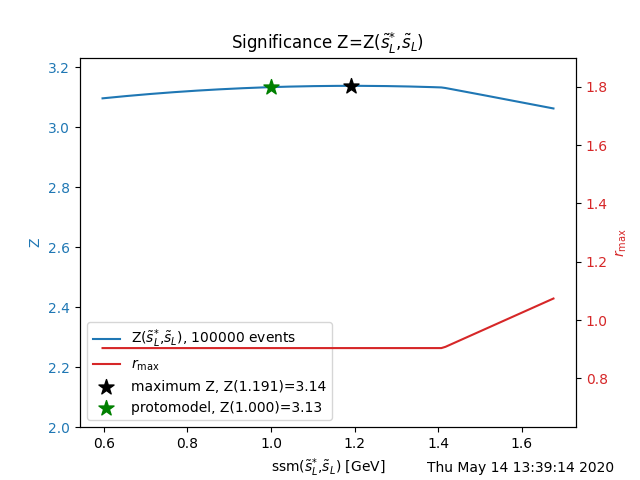 Significance Z=Z(s̃*L,s̃L)
3.2
3.0
2.8
2.6
2.4
2.2
2.0
Z
1.8
1.6
1.4
1.2
1.0
0.8
rmax
Z(s̃*L,s̃L), 100000 events
rmax
maximum Z, Z(1.191)=3.14
protomodel, Z(1.000)=3.13
0.6 0.8 1.0 1.2 1.4 1.6
ssm(s̃*L,s̃L) [GeV]
Thu May 14 13:39:14 2020